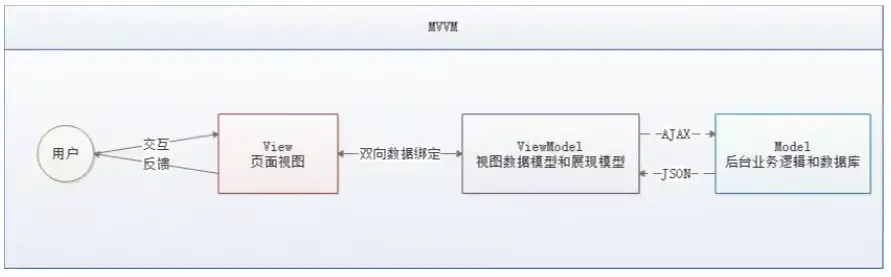 MVVM
用户
交互
反馈
View
页面视图
双向数据绑定
ViewModel
视图数据模型和展现模型
AJAX
JSON
Model
后台业务逻辑和数据库